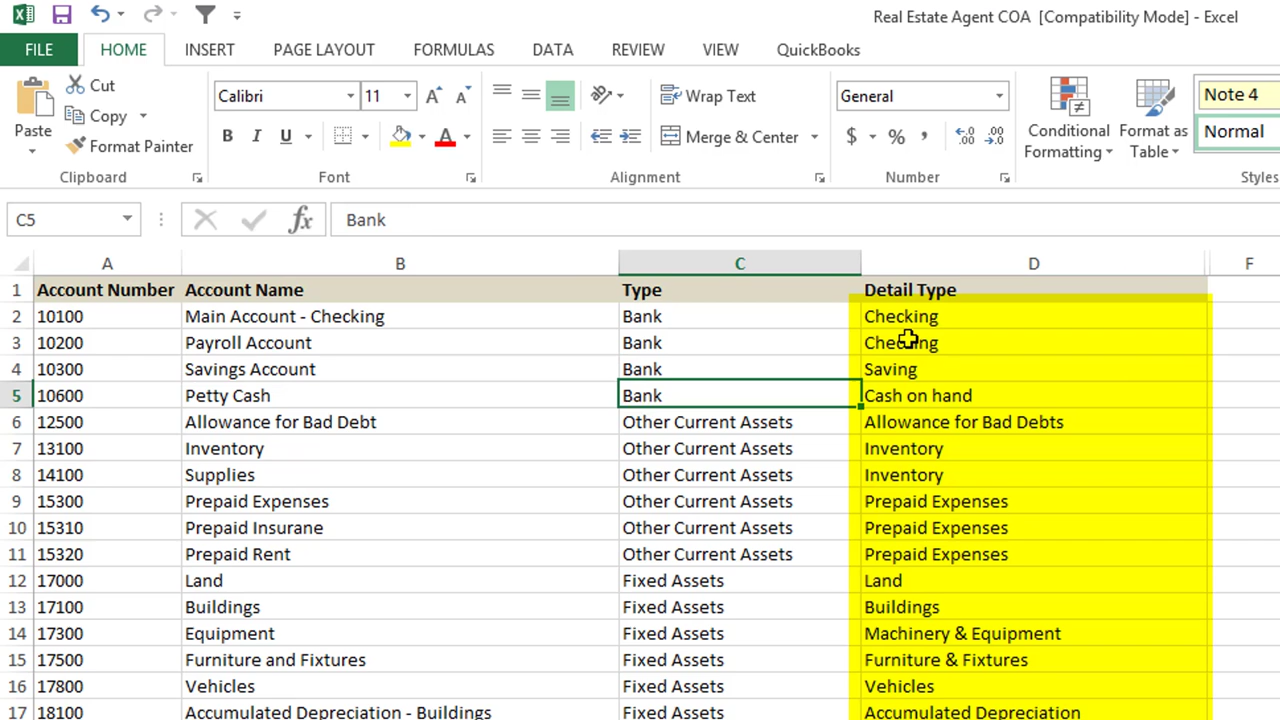 Real Estate Agent COA [Compatibility Mode] - Excel
FILE HOME INSERT PAGE LAYOUT FORMULAS DATA REVIEW VIEW QuickBooks
Paste
Cut
Copy
Format Painter
Clipboard
Calibri 11
B I U
Font
Wrap Text
Merge & Center
Alignment
General
$ % ,
Number
Conditional Formatting
Format as Table
Note 4
Normal
Styles
C5 fx Bank
A B C D F
1 Account Number Account Name Type Detail Type
2 10100 Main Account - Checking Bank Checking
3 10200 Payroll Account Bank Checking
4 10300 Savings Account Bank Saving
5 10600 Petty Cash Bank Cash on hand
6 12500 Allowance for Bad Debt Other Current Assets Allowance for Bad Debts
7 13100 Inventory Other Current Assets Inventory
8 14100 Supplies Other Current Assets Inventory
9 15300 Prepaid Expenses Other Current Assets Prepaid Expenses
10 15310 Prepaid Insurane Other Current Assets Prepaid Expenses
11 15320 Prepaid Rent Other Current Assets Prepaid Expenses
12 17000 Land Fixed Assets Land
13 17100 Buildings Fixed Assets Buildings
14 17300 Equipment Fixed Assets Machinery & Equipment
15 17500 Furniture and Fixtures Fixed Assets Furniture & Fixtures
16 17800 Vehicles Fixed Assets Vehicles
17 18100 Accumulated Depreciation - Buildings Fixed Assets Accumulated Depreciation